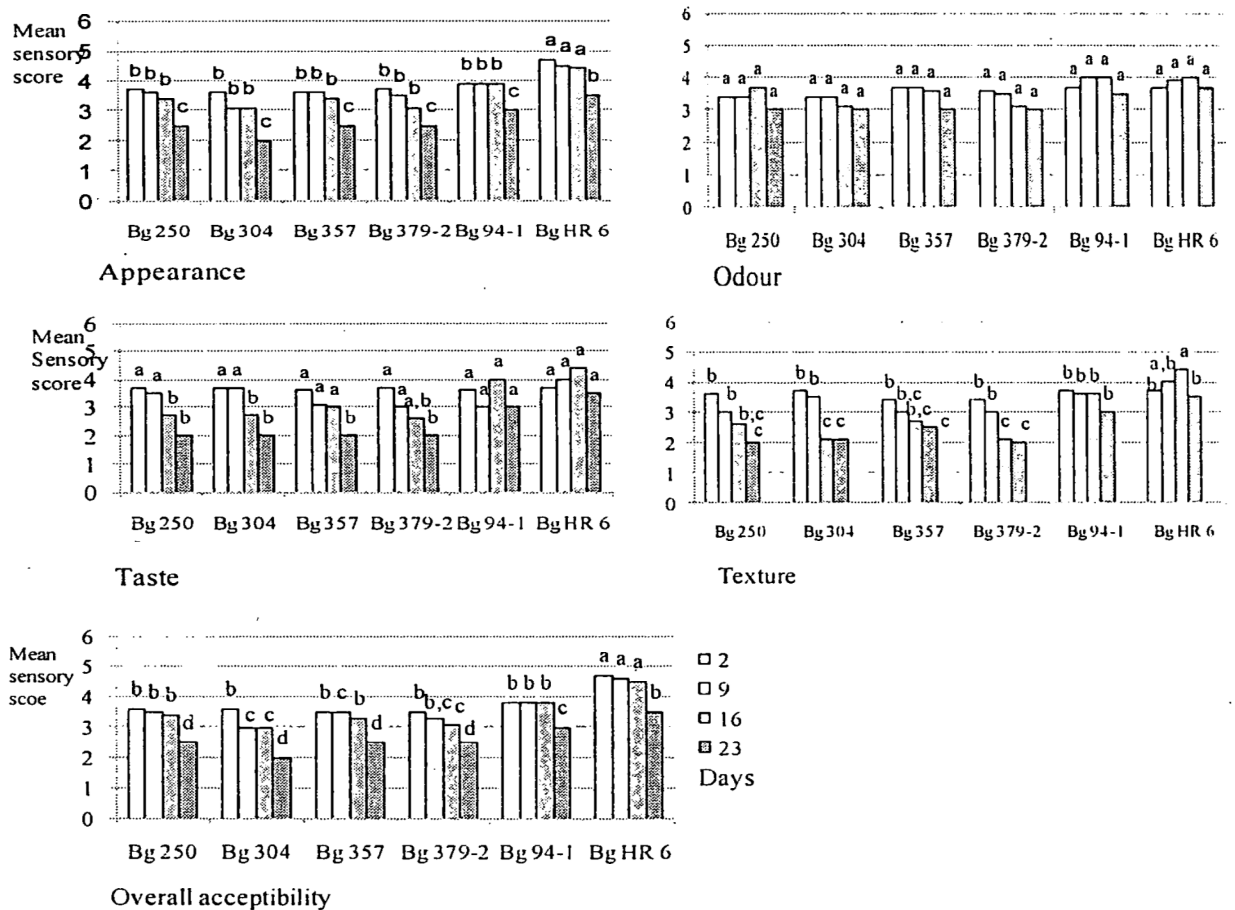 Mean
sensory
score
6
5
4
3
2
1
0
b b b c
b b b c
b b b c
b b b c
b b b c
a a a b
Bg 250 Bg 304 Bg 357 Bg 379-2 Bg 94-1 Bg HR 6
Appearance
6
5
4
3
2
1
0
a a a a
a a a a
a a a a
a a a a
a a a a
a a a a
Bg 250 Bg 304 Bg 357 Bg 379-2 Bg 94-1 Bg HR 6
Odour
Mean
Sensory
score
6
5
4
3
2
1
0
a a b b
a a b b
a a a b
a a a,b b
a a a a
a a a a
Bg 250 Bg 304 Bg 357 Bg 379-2 Bg 94-1 Bg HR 6
Taste
6
5
4
3
2
1
0
b b b,c c
b b c c
b b,c b,c c
b b c c
b b b b
b a,b a b
Bg 250 Bg 304 Bg 357 Bg 379-2 Bg 94-1 Bg HR 6
Texture
Mean
sensory
scoe
6
5
4
3
2
1
0
b b b d
b c c d
b c b d
b b,c c d
b b b c
a a a b
Bg 250 Bg 304 Bg 357 Bg 379-2 Bg 94-1 Bg HR 6
Overall acceptibility
2
9
16
23
Days